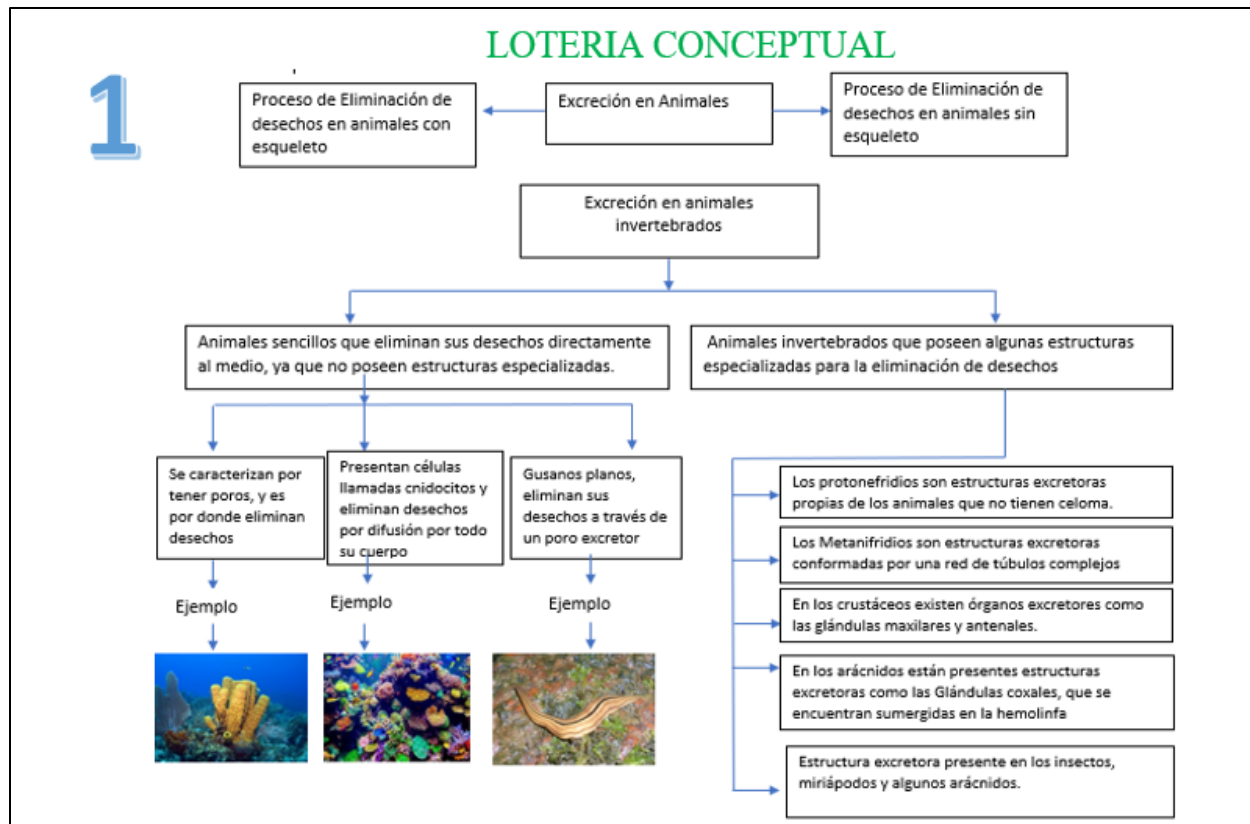 LOTERIA CONCEPTUAL
1
Proceso de Eliminación de
desechos en animales con
esqueleto
Excreción en Animales
Proceso de Eliminación de
desechos en animales sin
esqueleto
Excreción en animales
invertebrados
Animales sencillos que eliminan sus desechos directamente
al medio, ya que no poseen estructuras especializadas.
Animales invertebrados que poseen algunas estructuras
especializadas para la eliminación de desechos
Se caracterizan por
tener poros, y es
por donde eliminan
desechos
Presentan células
llamadas cnidocitos y
eliminan desechos
por difusión por todo
su cuerpo
Gusanos planos,
eliminan sus
desechos a través de
un poro excretor
Ejemplo
Ejemplo
Ejemplo
Los protonefridios son estructuras excretoras
propias de los animales que no tienen celoma.
Los Metanifridios son estructuras excretoras
conformadas por una red de túbulos complejos
En los crustáceos existen órganos excretores como
las glándulas maxilares y antenales.
En los arácnidos están presentes estructuras
excretoras como las Glándulas coxales, que se
encuentran sumergidas en la hemolinfa
Estructura excretora presente en los insectos,
miriápodos y algunos arácnidos.